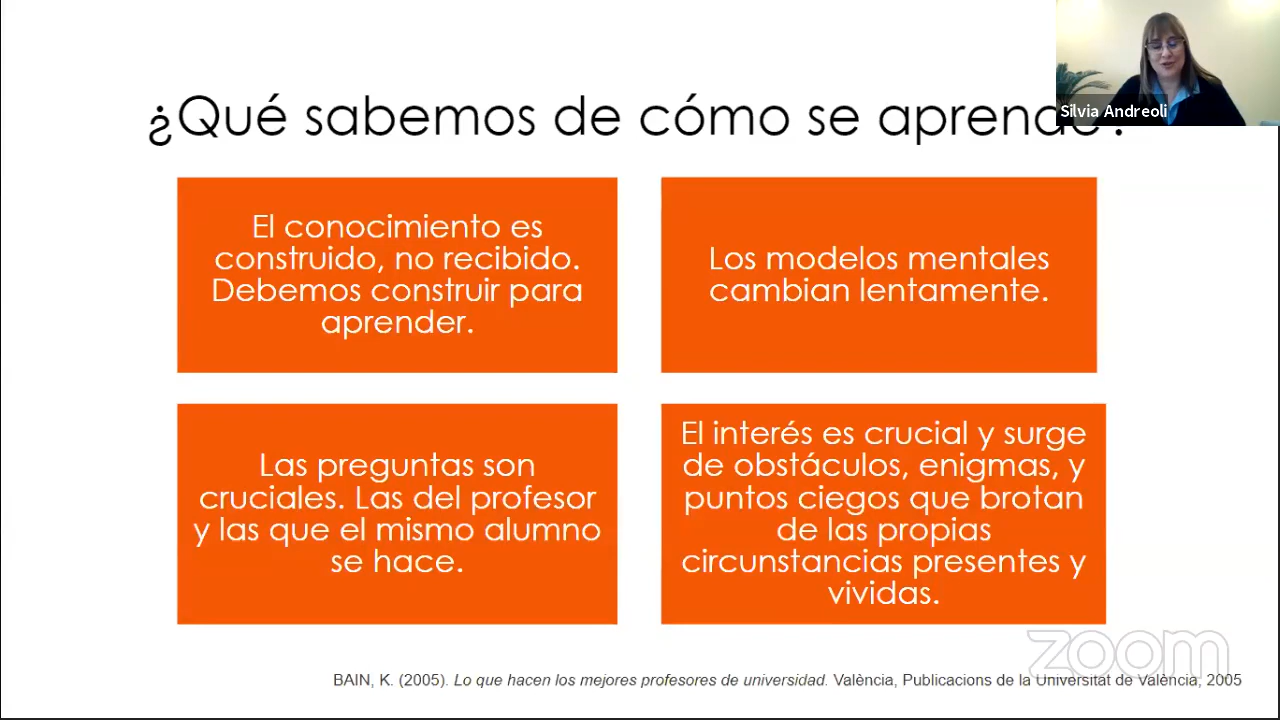 Silvia Andreoli
¿Qué sabemos de cómo se aprende?
El conocimiento es
construido, no recibido.
Debemos construir para
aprender.
Los modelos mentales
cambian lentamente.
Las preguntas son
cruciales. Las del profesor
y las que el mismo alumno
se hace.
El interés es crucial y surge
de obstáculos, enigmas, y
puntos ciegos que brotan
de las propias
circunstancias presentes y
vividas.
zoom
BAIN, K. (2005). Lo que hacen los mejores profesores de universidad. València, Publicacions de la Universitat de València, 2005